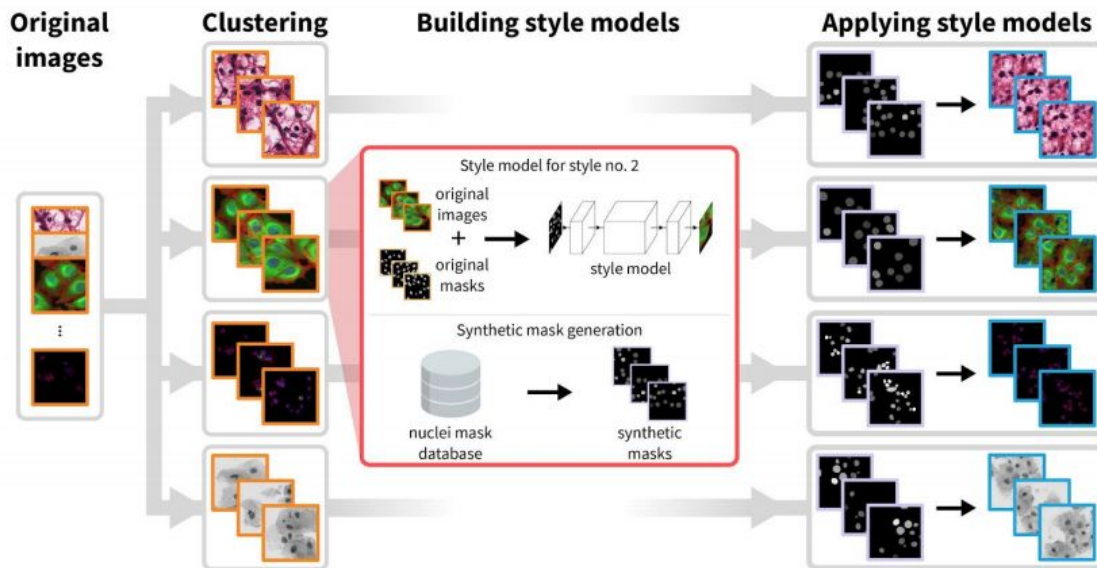 Original
images
Clustering
Building style models
Applying style models
Style model for style no. 2
original
images
+
original
masks
style model
Synthetic mask generation
nuclei mask
database
synthetic
masks
...